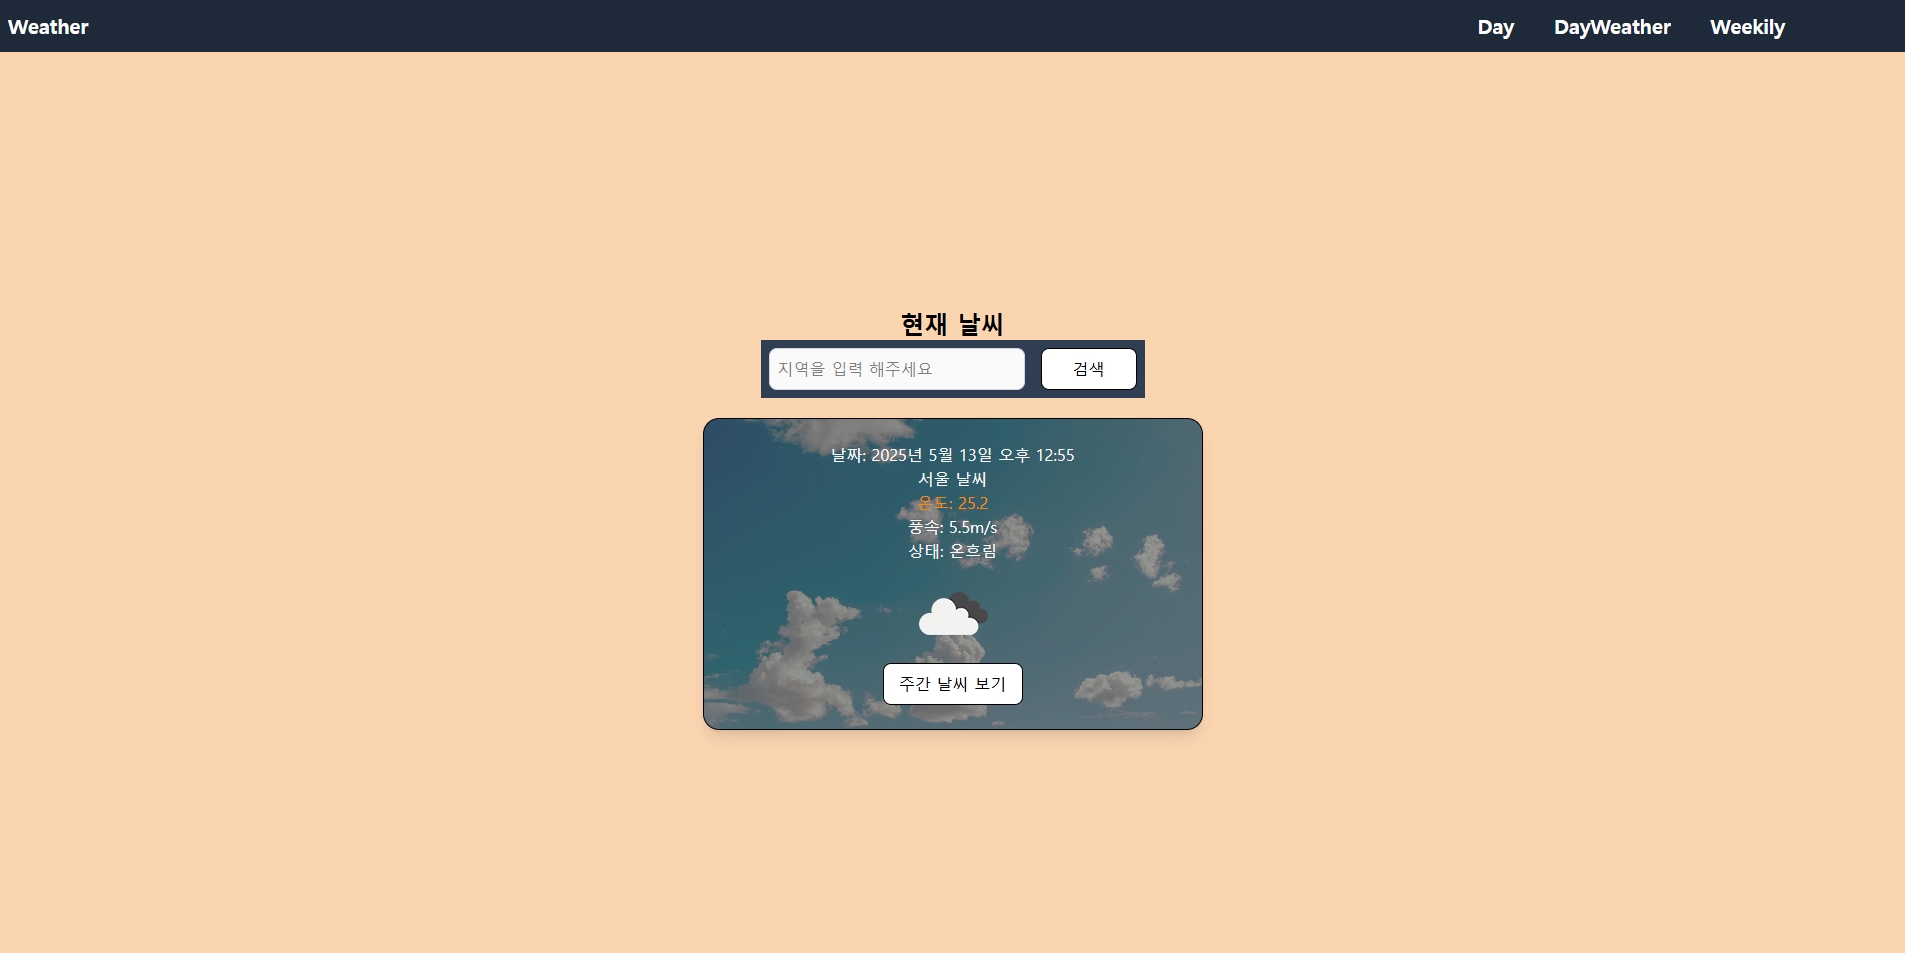 Weather Day DayWeather Weekily
현재 날씨
지역을 입력 해주세요 검색
날짜: 2025년 5월 13일 오후 12:55
서울 날씨
온도: 25.2
풍속: 5.5m/s
상태: 온흐림
주간 날씨 보기